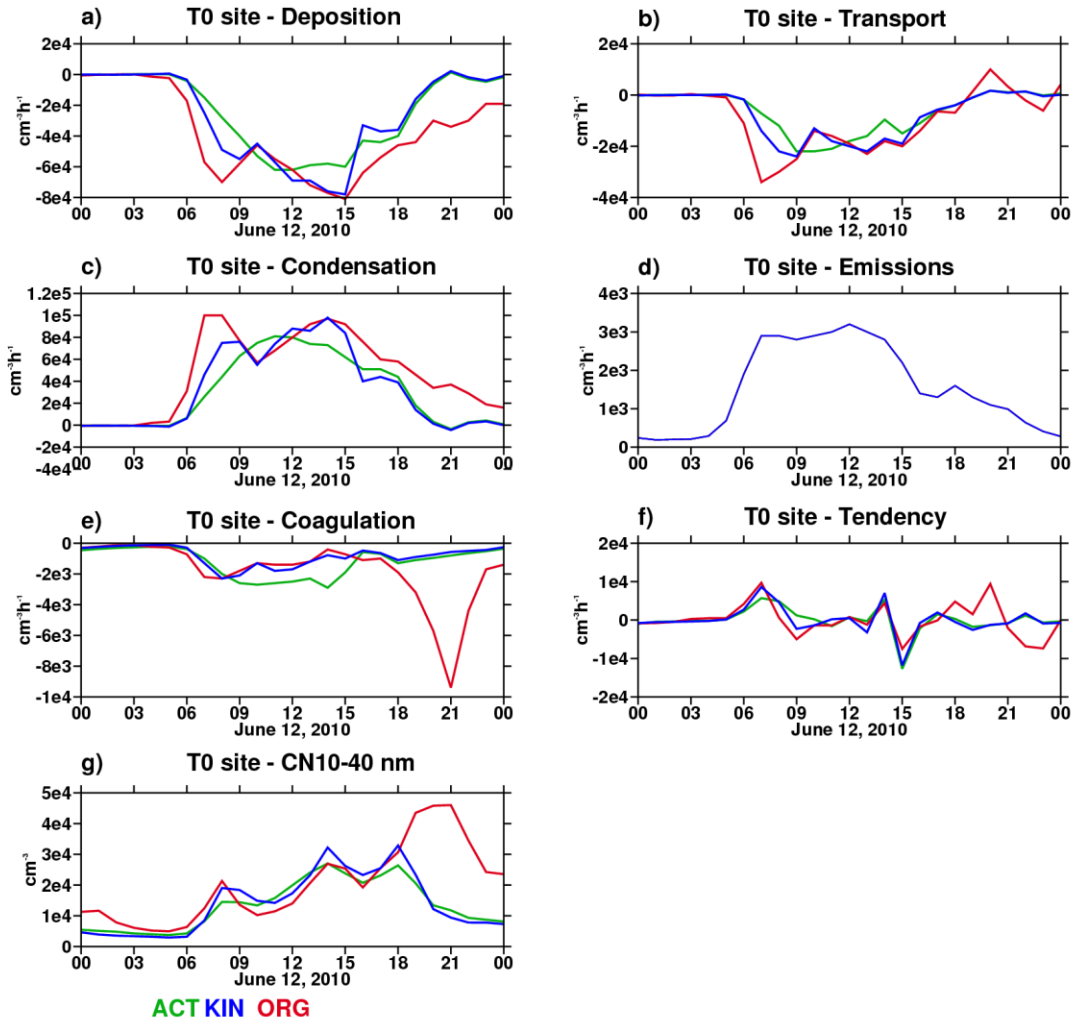 a) T0 site - Deposition
2e4
0
-2e4
-4e4
-6e4
-8e4
cm⁻³h⁻¹
00 03 06 09 12 15 18 21 00
June 12, 2010
b) T0 site - Transport
2e4
0
-2e4
-4e4
cm⁻³h⁻¹
00 03 06 09 12 15 18 21 00
June 12, 2010
c) T0 site - Condensation
1.2e5
1e5
8e4
6e4
4e4
2e4
0
-2e4
-4e4
cm⁻³h⁻¹
00 03 06 09 12 15 18 21 00
June 12, 2010
d) T0 site - Emissions
4e3
3e3
2e3
1e3
0
cm⁻³h⁻¹
00 03 06 09 12 15 18 21 00
June 12, 2010
e) T0 site - Coagulation
0
-2e3
-4e3
-6e3
-8e3
-1e4
cm⁻³h⁻¹
00 03 06 09 12 15 18 21 00
June 12, 2010
f) T0 site - Tendency
2e4
1e4
0
-1e4
-2e4
cm⁻³h⁻¹
00 03 06 09 12 15 18 21 00
June 12, 2010
g) T0 site - CN10-40 nm
5e4
4e4
3e4
2e4
1e4
0
cm⁻³
00 03 06 09 12 15 18 21 00
June 12, 2010
ACT KIN ORG